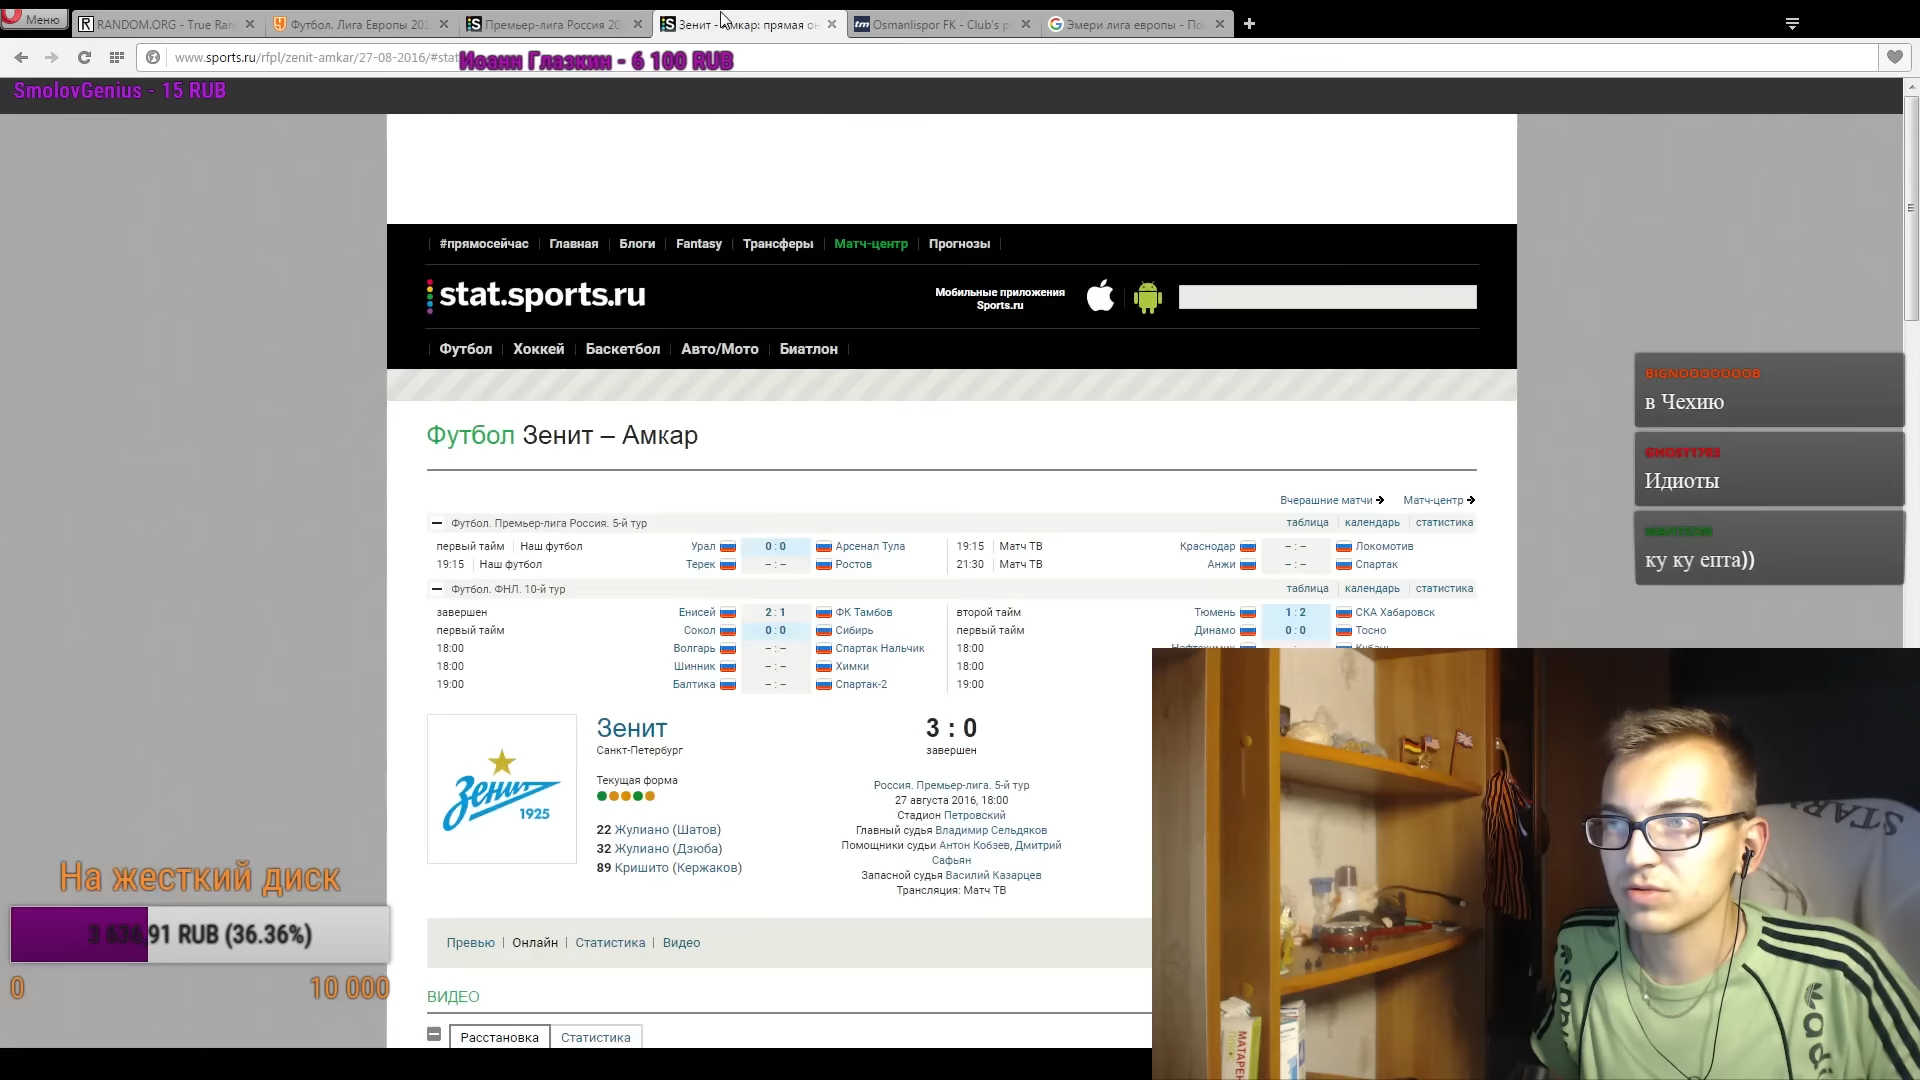 Меню
RANDOM.ORG - True Ran
Футбол. Лига Европы 20
Премьер-лига Россия 20
Зенит - Амкар: прямая он
Osmanlispor FK - Club's p
Эмери лига европы - По
www.sports.ru/rfpl/zenit-amkar/27-08-2016/#stat
Иоанн Глазкин - 6 100 RUB
SmolovGenius - 15 RUB
#прямосейчас
Главная
Блоги
Fantasy
Трансферы
Матч-центр
Прогнозы
stat.sports.ru
Мобильные приложения
Sports.ru
Футбол
Хоккей
Баскетбол
Авто/Мото
Биатлон
BIGNOOOOOOOB
в Чехию
Идиоты
ку ку епта))
Футбол Зенит – Амкар
Вчерашние матчи
Матч-центр
Футбол. Премьер-лига Россия. 5-й тур
таблица календарь статистика
первый тайм Наш футбол Урал 0 : 0 Арсенал Тула 19:15 Матч ТВ Краснодар – : – Локомотив
19:15 Наш футбол Терек – : – Ростов 21:30 Матч ТВ Анжи – : – Спартак
Футбол. ФНЛ. 10-й тур
таблица календарь статистика
завершен Енисей 2 : 1 ФК Тамбов второй тайм Тюмень 1 : 2 СКА Хабаровск
первый тайм Сокол 0 : 0 Сибирь первый тайм Динамо 0 : 0 Тосно
18:00 Волгарь – : – Спартак Нальчик 18:00
18:00 Шинник – : – Химки 18:00
19:00 Балтика – : – Спартак-2 19:00
Зенит
1925
Зенит
Санкт-Петербург
Текущая форма
22 Жулиано (Шатов)
32 Жулиано (Дзюба)
89 Кришито (Кержаков)
3 : 0
завершен
Россия. Премьер-лига. 5-й тур
27 августа 2016, 18:00
Стадион Петровский
Главный судья Владимир Сельдяков
Помощники судьи Антон Кобзев, Дмитрий
Сафьян
Запасной судья Василий Казарцев
Трансляция: Матч ТВ
Превью
Онлайн
Статистика
Видео
ВИДЕО
Расстановка
Статистика
На жесткий диск
91 RUB (36.36%)
0
10 000